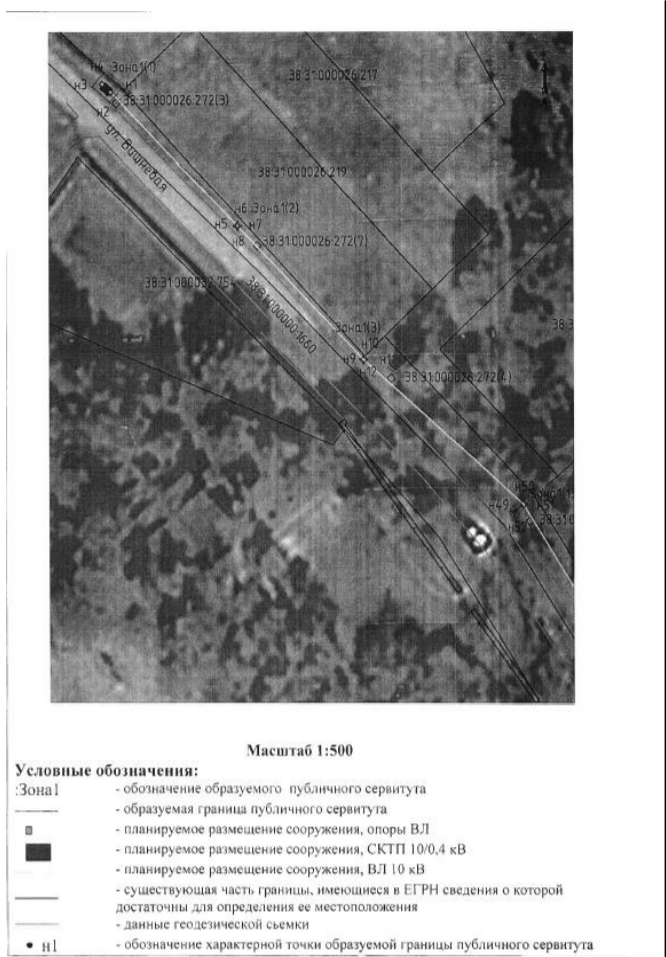 38:31:000026:217
н4 :Зона1(1)
н3 н1
38:31:000026:272(3)
н2
ул. Вишневая
38:31:000026:219
н6 :Зона1(2)
н5 н7
н8 38:31:000026:272(7)
38:31:000000:1660
:Зона1(3)
н10
н9 н11
н12 38:31:000026:272(4)
н49
Масштаб 1:500
Условные обозначения:
:Зона1 - обозначение образуемого публичного сервитута
- образуемая граница публичного сервитута
- планируемое размещение сооружения, опоры ВЛ
- планируемое размещение сооружения, СКТП 10/0,4 кВ
- планируемое размещение сооружения, ВЛ 10 кВ
- существующая часть границы, имеющиеся в ЕГРН сведения о которой
достаточны для определения ее местоположения
- данные геодезической съемки
• н1 - обозначение характерной точки образуемой границы публичного сервитута